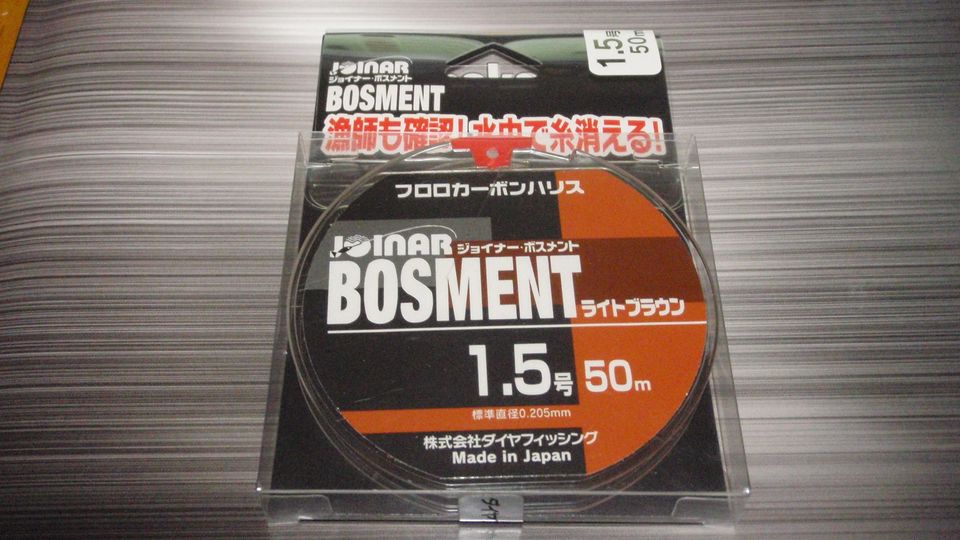 1.5号
50m
JOINAR
ジョイナー・ボスメント
BOSMENT
漁師も確認!水中で糸消える!
フロロカーボンハリス
JOINAR ジョイナー・ボスメント
BOSMENT ライトブラウン
1.5号 50m
標準直径0.205mm
株式会社ダイヤフィッシング
Made in Japan